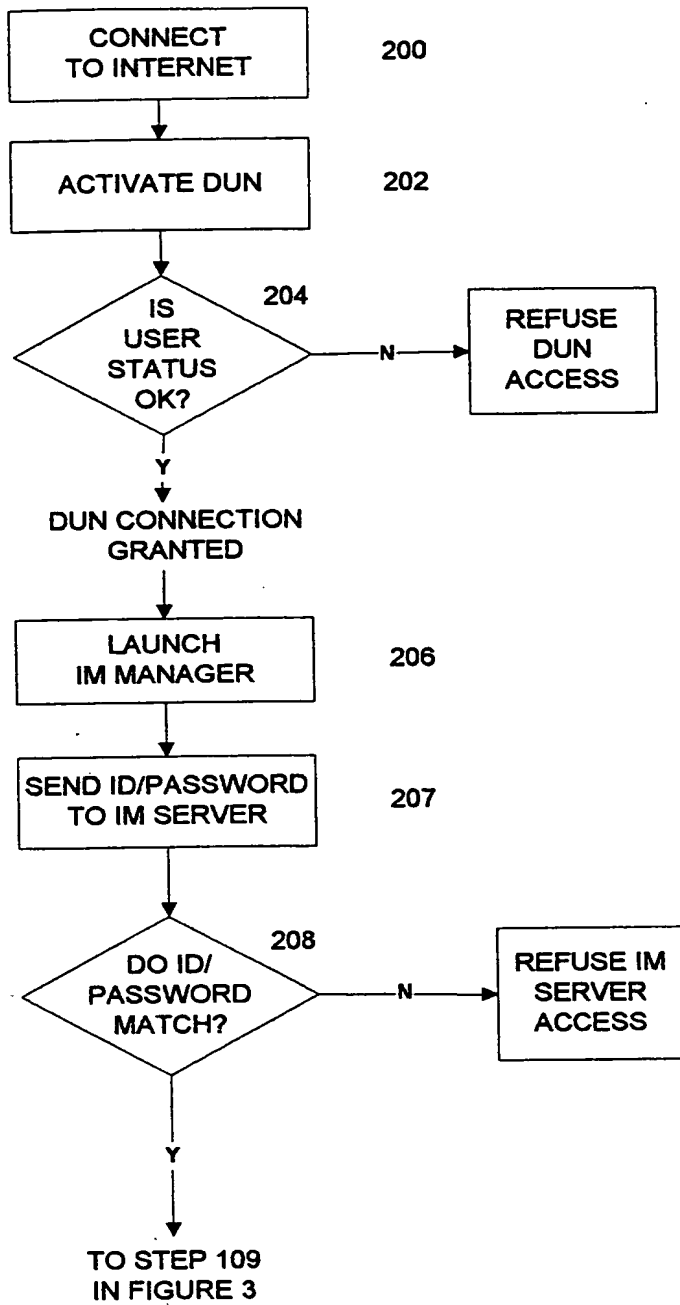 CONNECT
TO INTERNET
200
ACTIVATE DUN
202
IS
USER
STATUS
OK?
204
N
REFUSE
DUN
ACCESS
Y
DUN CONNECTION
GRANTED
LAUNCH
IM MANAGER
206
SEND ID/PASSWORD
TO IM SERVER
207
DO ID/
PASSWORD
MATCH?
208
N
REFUSE IM
SERVER
ACCESS
Y
TO STEP 109
IN FIGURE 3